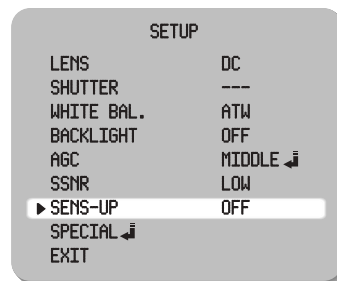 SETUP
LENS DC
SHUTTER ---
WHITE BAL. ATW
BACKLIGHT OFF
AGC MIDDLE
SSNR LOW
SENS-UP OFF
SPECIAL
EXIT